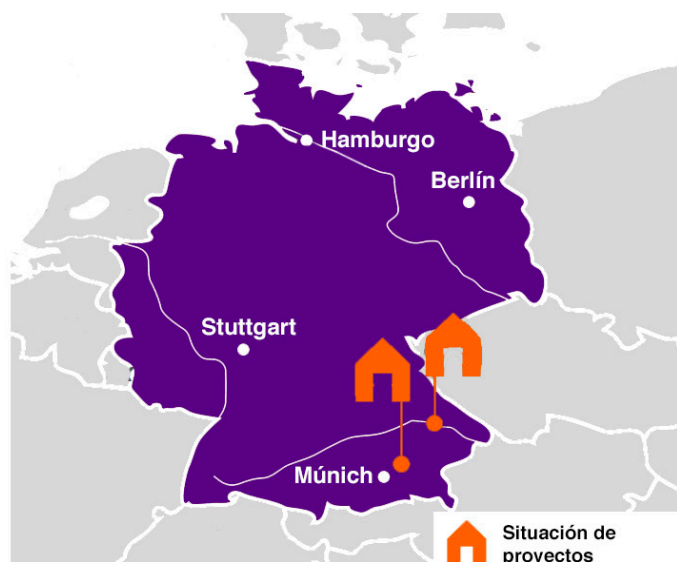 Hamburgo
Berlín
Stuttgart
Múnich
Situación de
proyectos